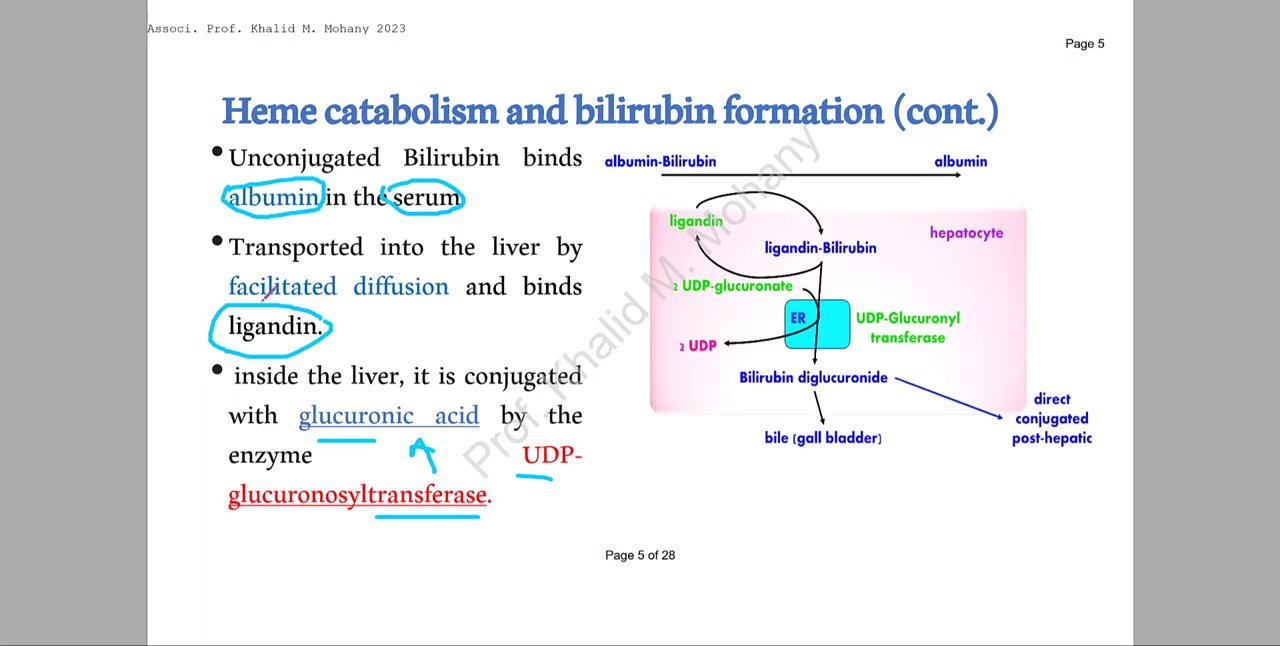 Associ. Prof. Khalid M. Mohany 2023
Page 5
Heme catabolism and bilirubin formation (cont.)
• Unconjugated Bilirubin binds
albumin in the serum
• Transported into the liver by
facilitated diffusion and binds
ligandin.
• inside the liver, it is conjugated
with glucuronic acid by the
enzyme UDP-
glucuronosyltransferase.
albumin-Bilirubin
albumin
ligandin
hepatocyte
ligandin-Bilirubin
2 UDP-glucuronate
ER
UDP-Glucuronyl
transferase
2 UDP
Bilirubin diglucuronide
direct
conjugated
post-hepatic
bile (gall bladder)
Prof. Khalid M. Mohany
Page 5 of 28